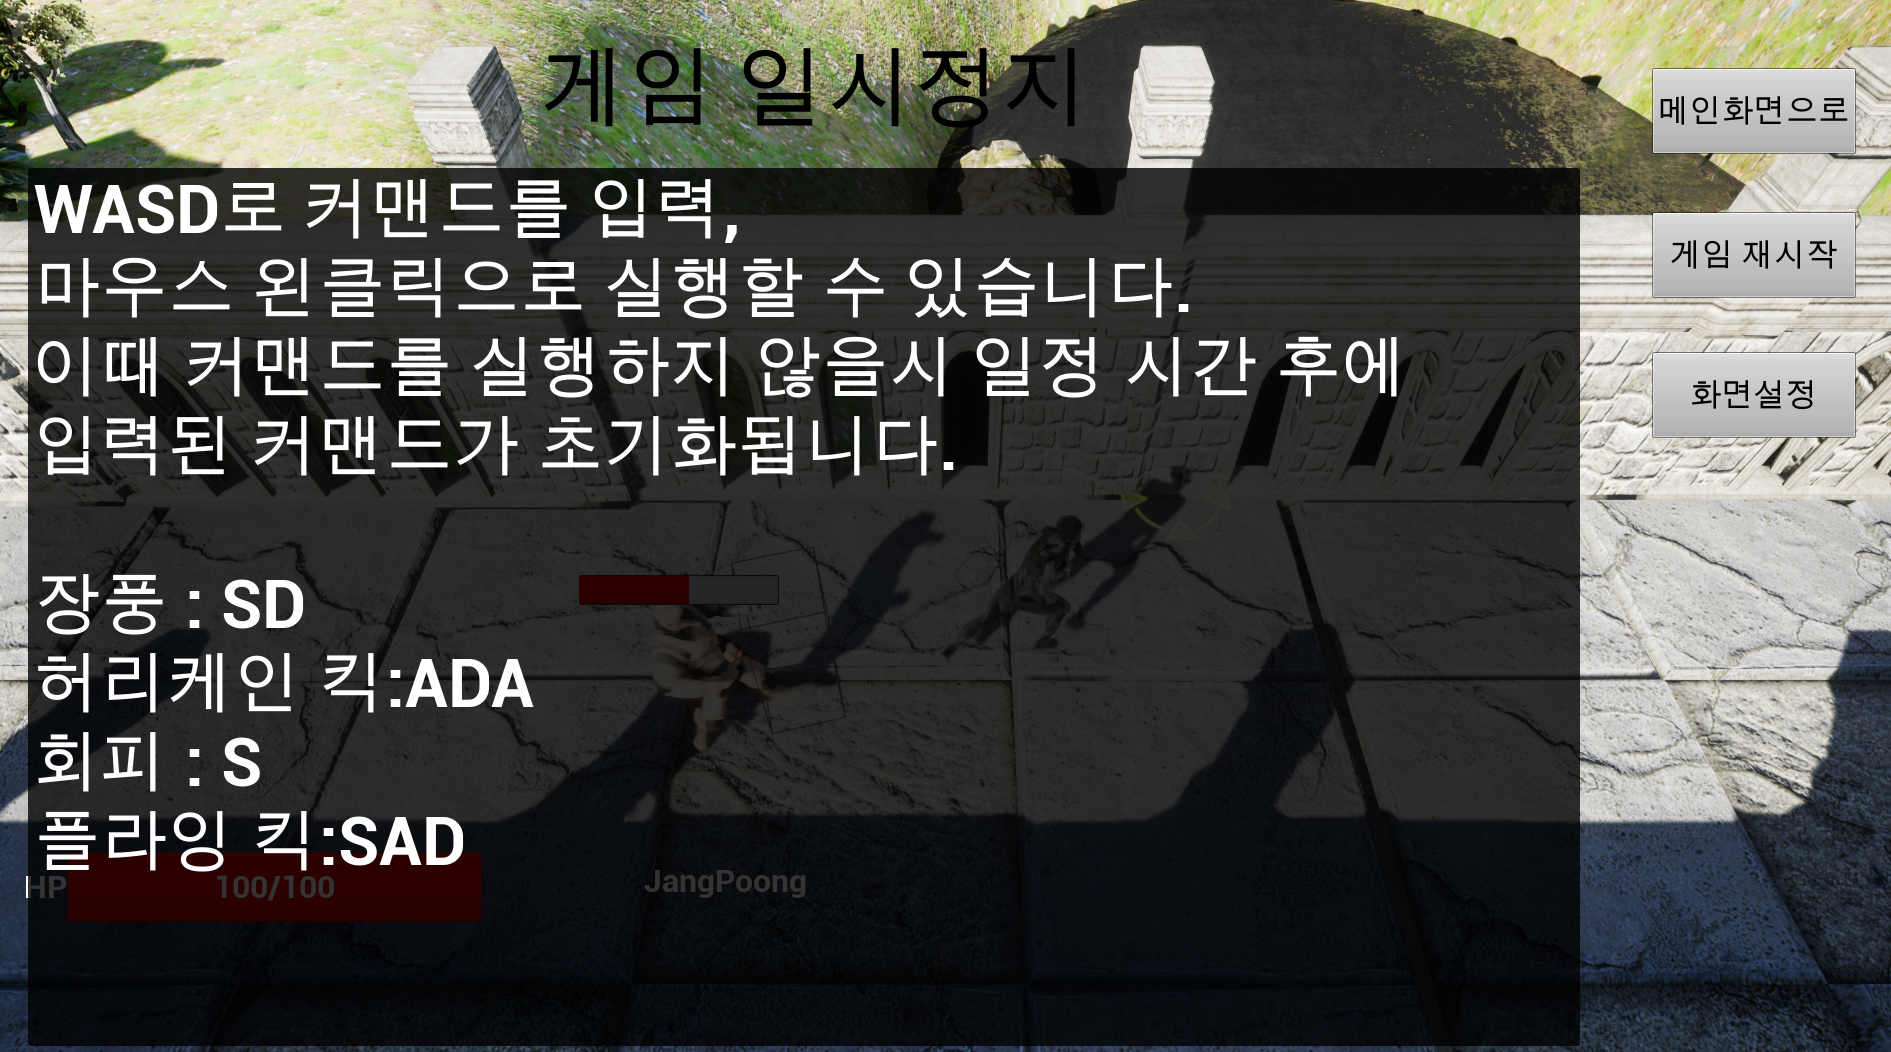 게임 일시정지
메인화면으로
게임 재시작
화면설정
WASD로 커맨드를 입력,
마우스 왼클릭으로 실행할 수 있습니다.
이때 커맨드를 실행하지 않을시 일정 시간 후에
입력된 커맨드가 초기화됩니다.
장풍 : SD
허리케인 킥:ADA
회피 : S
플라잉 킥:SAD
HP 100/100 JangPoong